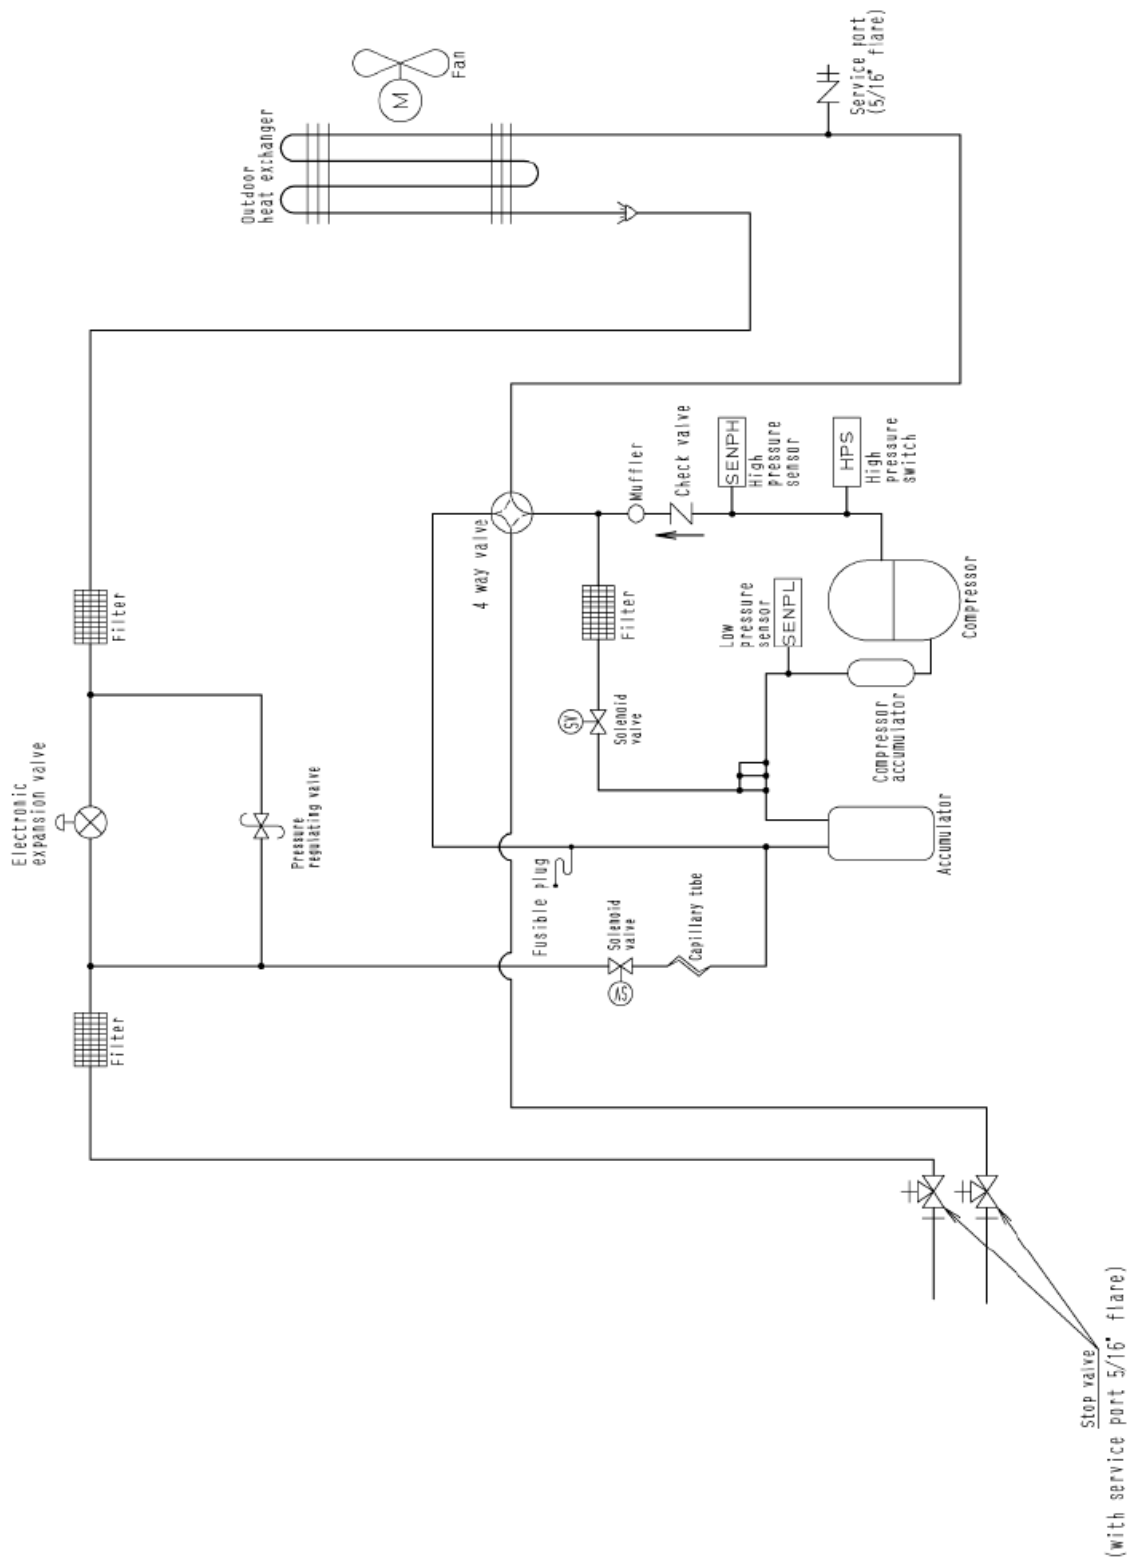 Fan
M
Outdoor
heat exchanger
Service port
(5/16" flare)
4 way valve
Muffler
Check valve
SENPH
High
pressure
sensor
HPS
High
pressure
switch
Filter
Low
pressure
sensor
SENPL
Compressor
Compressor
accumulator
SV
Solenoid
valve
Accumulator
Fusible plug
SV
Solenoid
valve
Capillary tube
Filter
Electronic
expansion valve
Pressure
regulating valve
Filter
Stop valve
(with service port 5/16" flare)